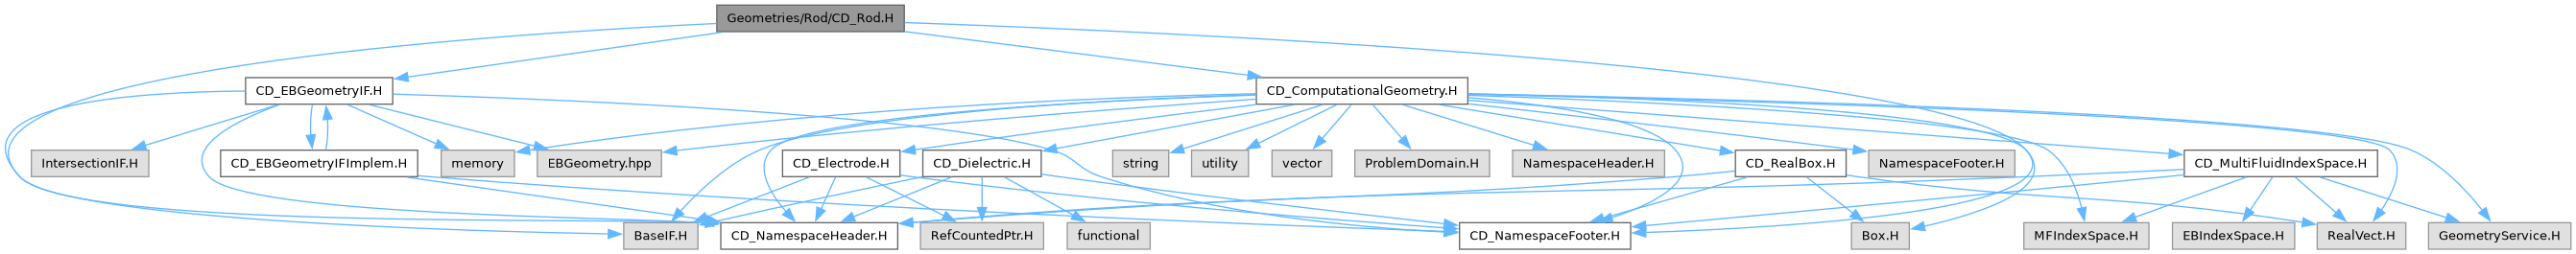 Geometries/Rod/CD_Rod.H
CD_EBGeometryIF.H
CD_ComputationalGeometry.H
IntersectionIF.H
CD_EBGeometryIFImplem.H
memory
EBGeometry.hpp
CD_Electrode.H
CD_Dielectric.H
string
utility
vector
ProblemDomain.H
NamespaceHeader.H
CD_RealBox.H
NamespaceFooter.H
CD_MultiFluidIndexSpace.H
BaseIF.H
CD_NamespaceHeader.H
RefCountedPtr.H
functional
CD_NamespaceFooter.H
Box.H
MFIndexSpace.H
EBIndexSpace.H
RealVect.H
GeometryService.H